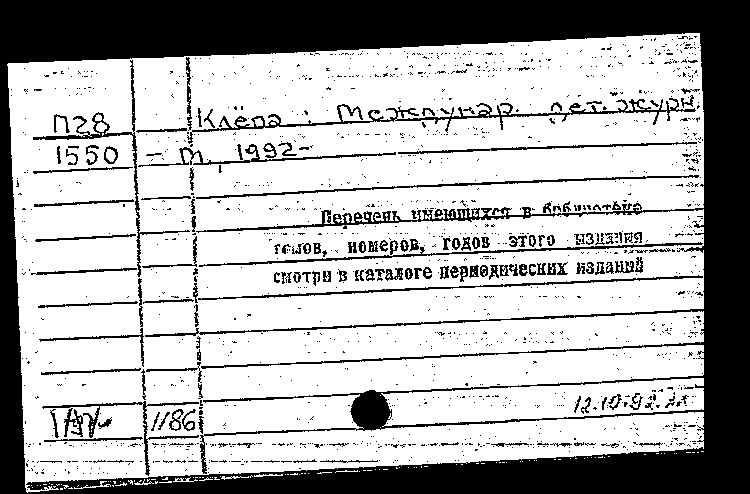 П28 Клёпа : Междунар. дет. журн.
1550 – М., 1992–
Перечень имеющихся в библиотеке
томов, номеров, годов этого издания
смотри в каталоге периодических изданий
1186 12.10.92.